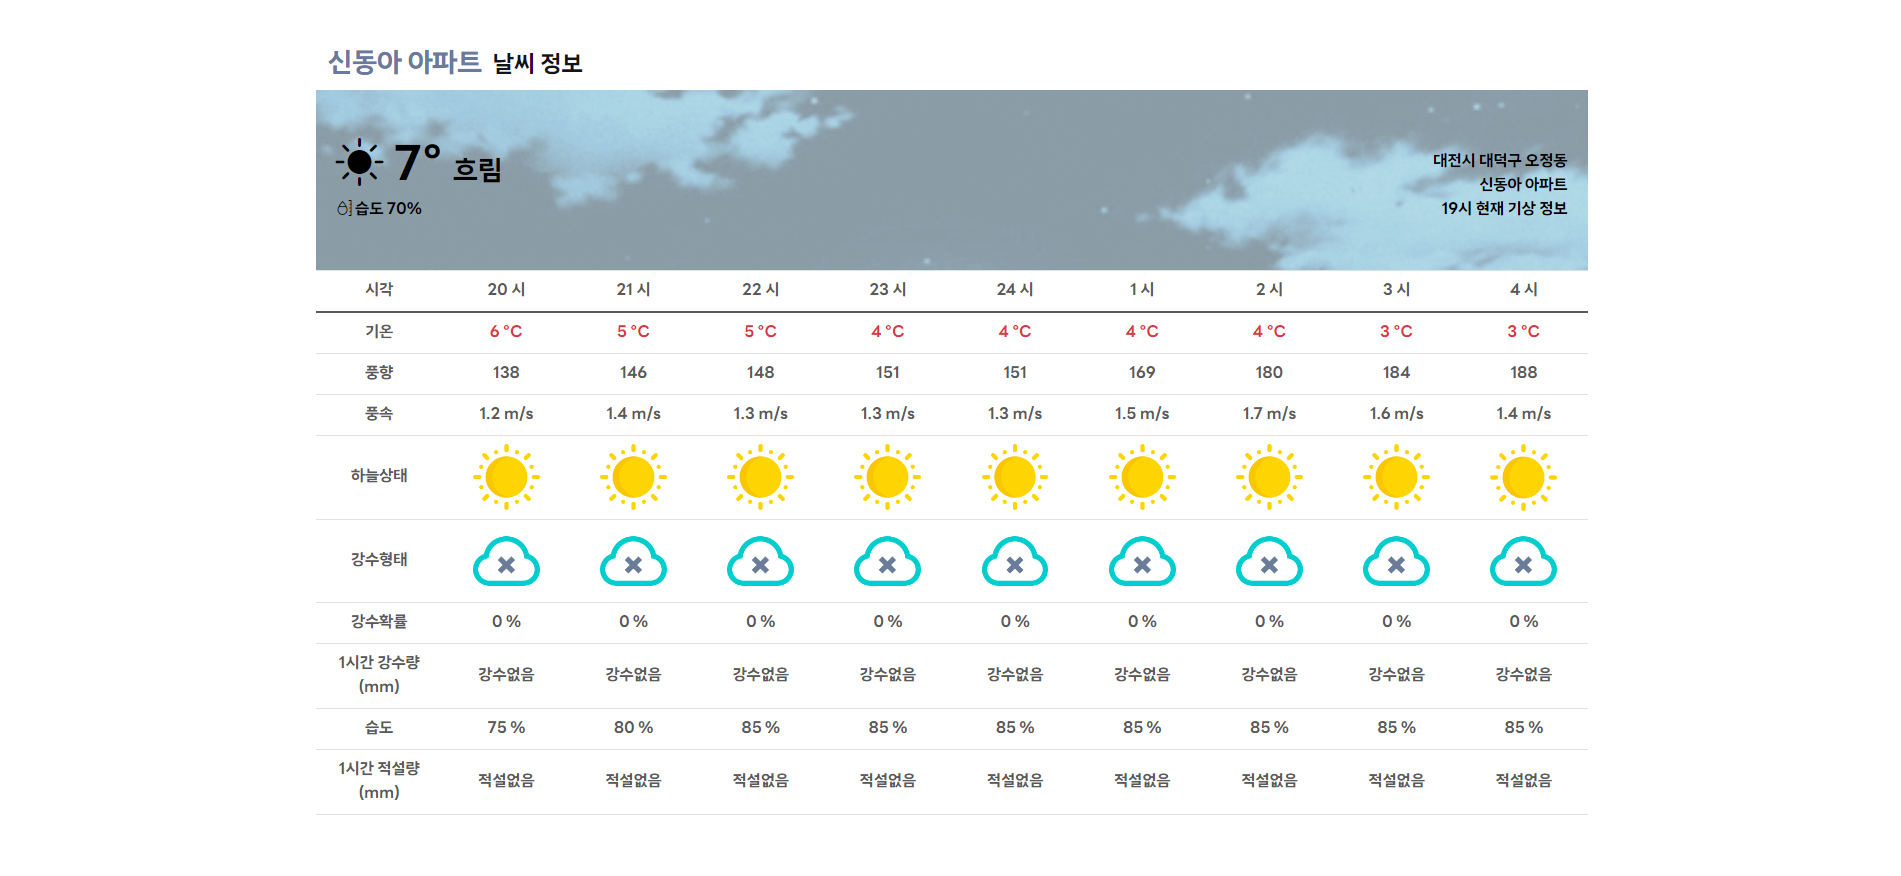 신동아 아파트 날씨 정보
7° 흐림
습도 70%
대전시 대덕구 오정동
신동아 아파트
19시 현재 기상 정보
시각 20 시 21 시 22 시 23 시 24 시 1 시 2 시 3 시 4 시
기온 6 °C 5 °C 5 °C 4 °C 4 °C 4 °C 4 °C 3 °C 3 °C
풍향 138 146 148 151 151 169 180 184 188
풍속 1.2 m/s 1.4 m/s 1.3 m/s 1.3 m/s 1.3 m/s 1.5 m/s 1.7 m/s 1.6 m/s 1.4 m/s
하늘상태
강수형태
강수확률 0 % 0 % 0 % 0 % 0 % 0 % 0 % 0 % 0 %
1시간 강수량
(mm)
강수없음 강수없음 강수없음 강수없음 강수없음 강수없음 강수없음 강수없음 강수없음
습도 75 % 80 % 85 % 85 % 85 % 85 % 85 % 85 % 85 %
1시간 적설량
(mm)
적설없음 적설없음 적설없음 적설없음 적설없음 적설없음 적설없음 적설없음 적설없음